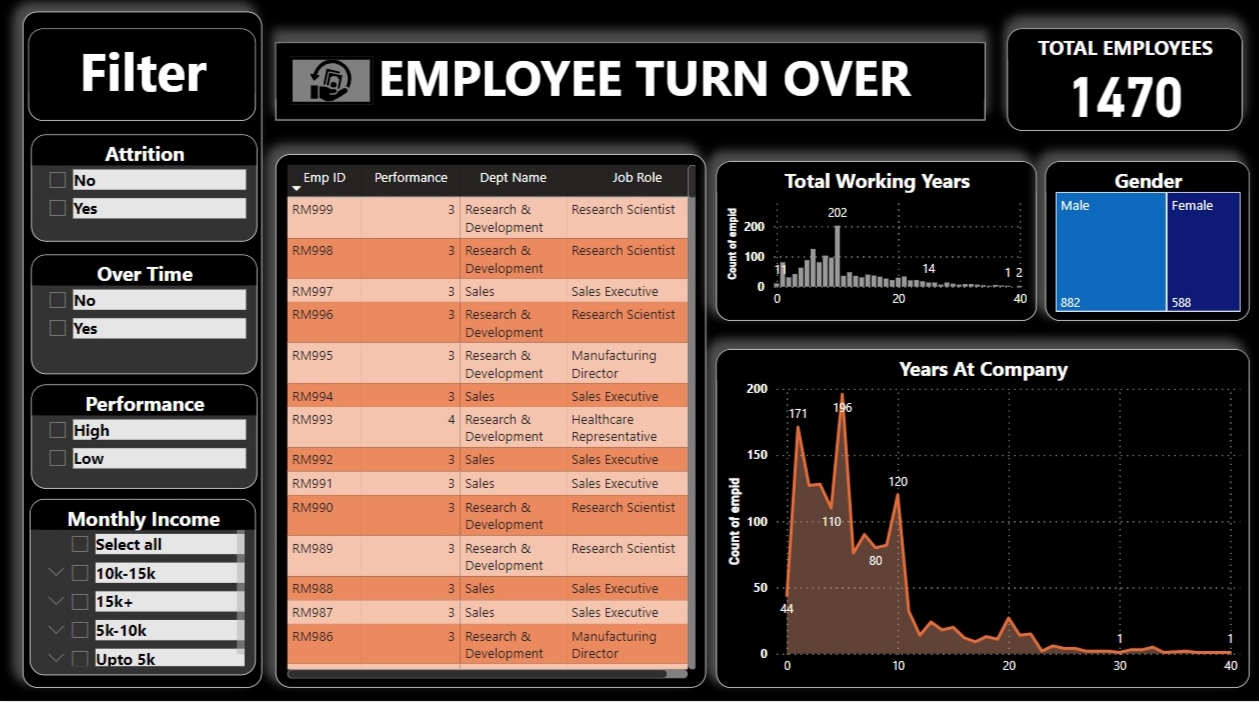 Filter
EMPLOYEE TURN OVER
TOTAL EMPLOYEES
1470
Attrition
No
Yes
Over Time
No
Yes
Performance
High
Low
Monthly Income
Select all
10k-15k
15k+
5k-10k
Upto 5k
Emp ID Performance Dept Name Job Role
RM999 3 Research & Research Scientist
Development
RM998 3 Research & Research Scientist
Development
RM997 3 Sales Sales Executive
RM996 3 Research & Research Scientist
Development
RM995 3 Research & Manufacturing
Development Director
RM994 3 Sales Sales Executive
RM993 4 Research & Healthcare
Development Representative
RM992 3 Sales Sales Executive
RM991 3 Sales Sales Executive
RM990 3 Research & Research Scientist
Development
RM989 3 Research & Research Scientist
Development
RM988 3 Sales Sales Executive
RM987 3 Sales Sales Executive
RM986 3 Research & Manufacturing
Development Director
Total Working Years
Count of empid
200
100
0
11
202
14
1 2
0 20 40
Gender
Male Female
882 588
Years At Company
Count of empid
200
150
100
50
0
171
196
110
120
80
44
1
1
0 10 20 30 40